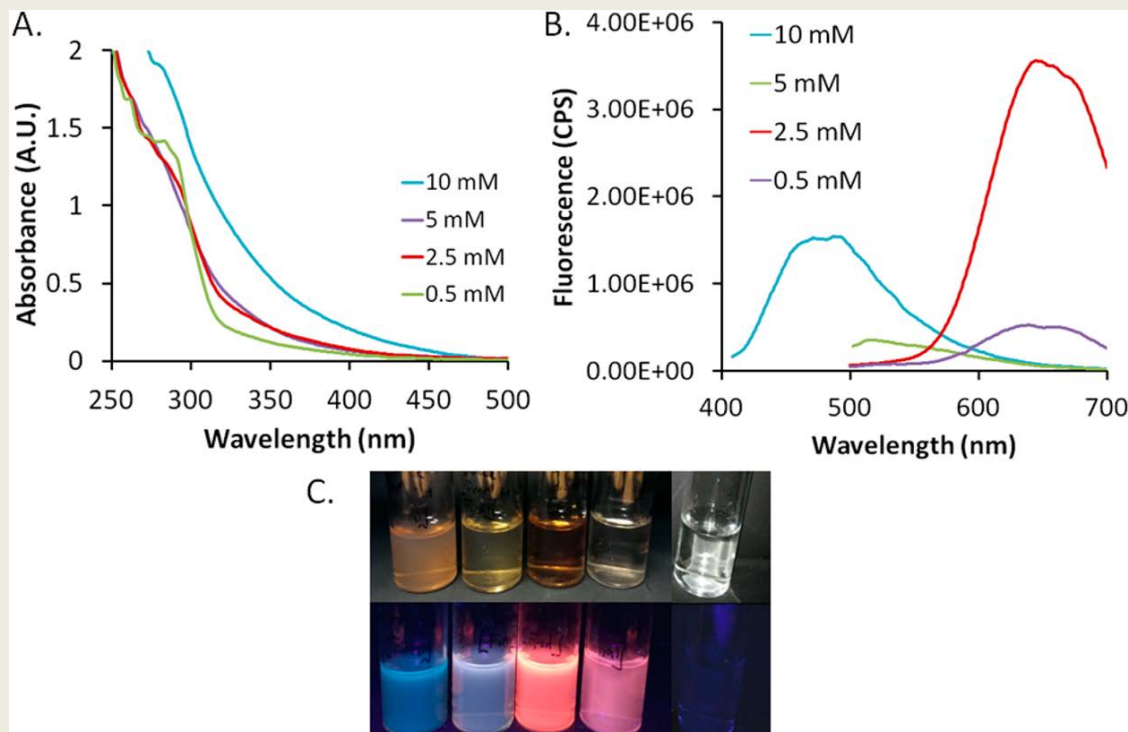 A.
2
1.5
1
0.5
0
Absorbance (A.U.)
250 300 350 400 450 500
Wavelength (nm)
10 mM
5 mM
2.5 mM
0.5 mM
B.
4.00E+06
3.00E+06
2.00E+06
1.00E+06
0.00E+00
Fluorescence (CPS)
400 500 600 700
Wavelength (nm)
10 mM
5 mM
2.5 mM
0.5 mM
C.